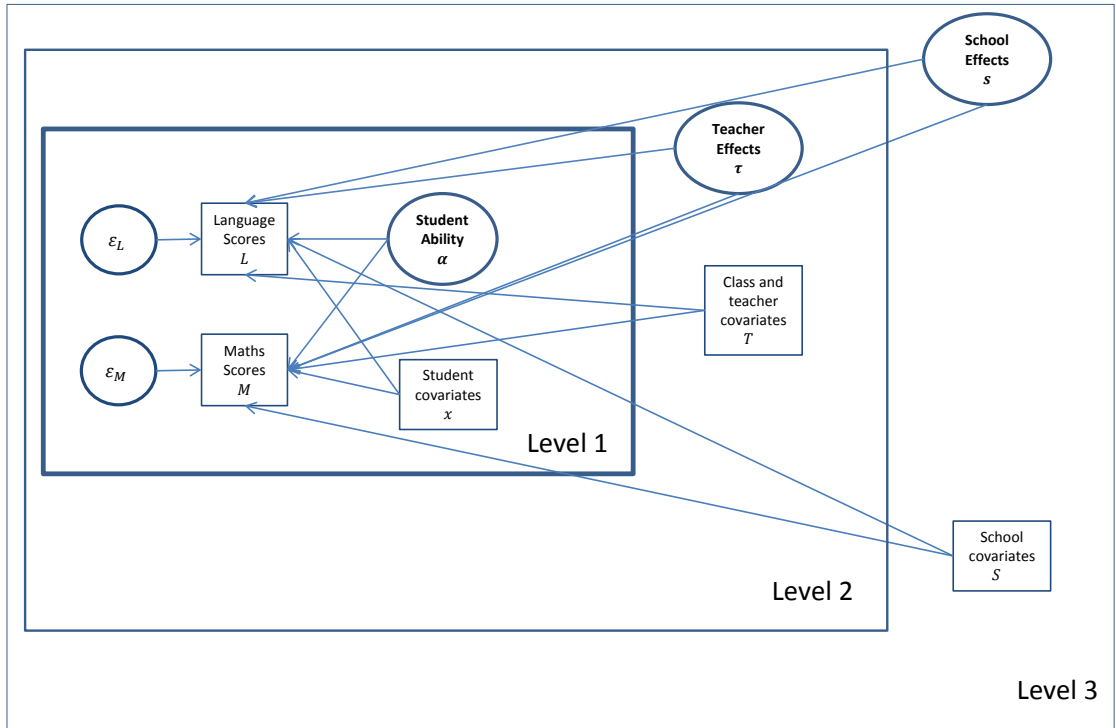 School
Effects
s
Teacher
Effects
τ
Language
Scores
L
Student
Ability
α
ε_L
Class and
teacher
covariates
T
Maths
Scores
M
ε_M
Student
covariates
x
Level 1
School
covariates
S
Level 2
Level 3